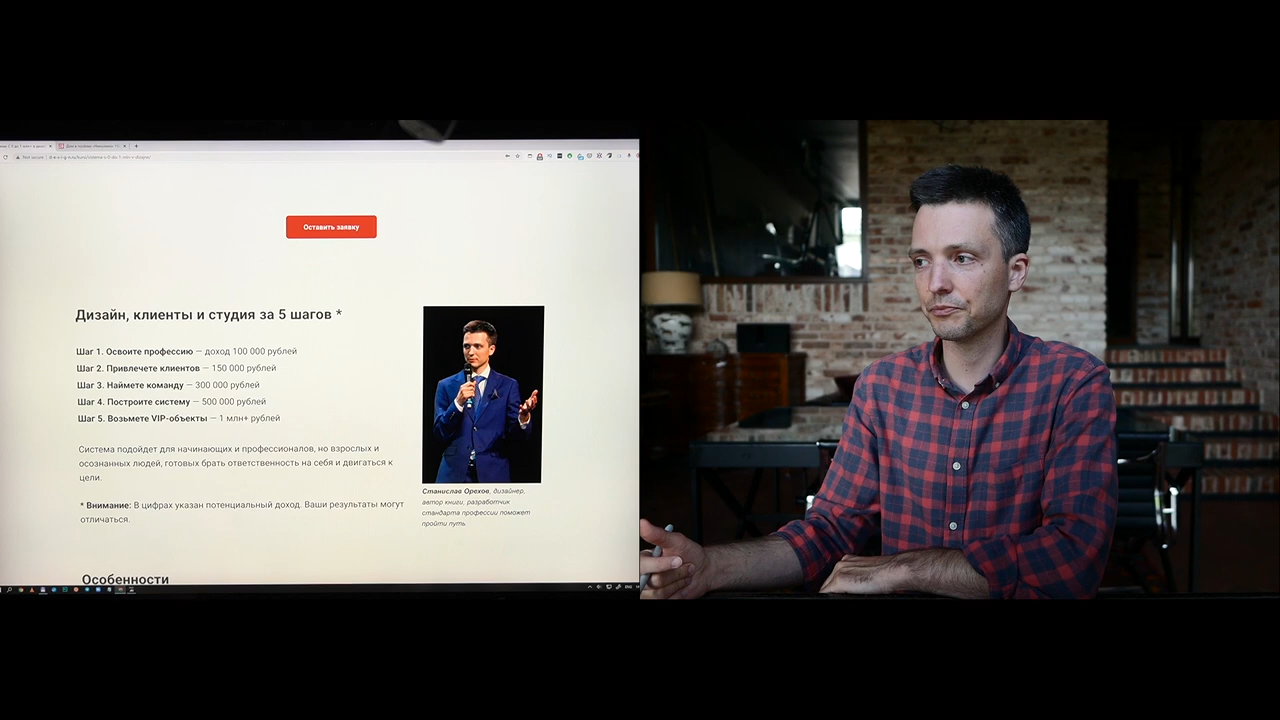 Not secure
Оставить заявку
Дизайн, клиенты и студия за 5 шагов *
Шаг 1. Освоите профессию — доход 100 000 рублей
Шаг 2. Привлечете клиентов — 150 000 рублей
Шаг 3. Наймете команду — 300 000 рублей
Шаг 4. Построите систему — 500 000 рублей
Шаг 5. Возьмете VIP-объекты — 1 млн+ рублей
Система подойдет для начинающих и профессионалов, но взрослых и
осознанных людей, готовых брать ответственность на себя и двигаться к
цели.
* Внимание: В цифрах указан потенциальный доход. Ваши результаты могут
отличаться.
Станислав Орехов, дизайнер,
автор книги, разработчик
стандарта профессии поможет
пройти путь
Особенности
ENG